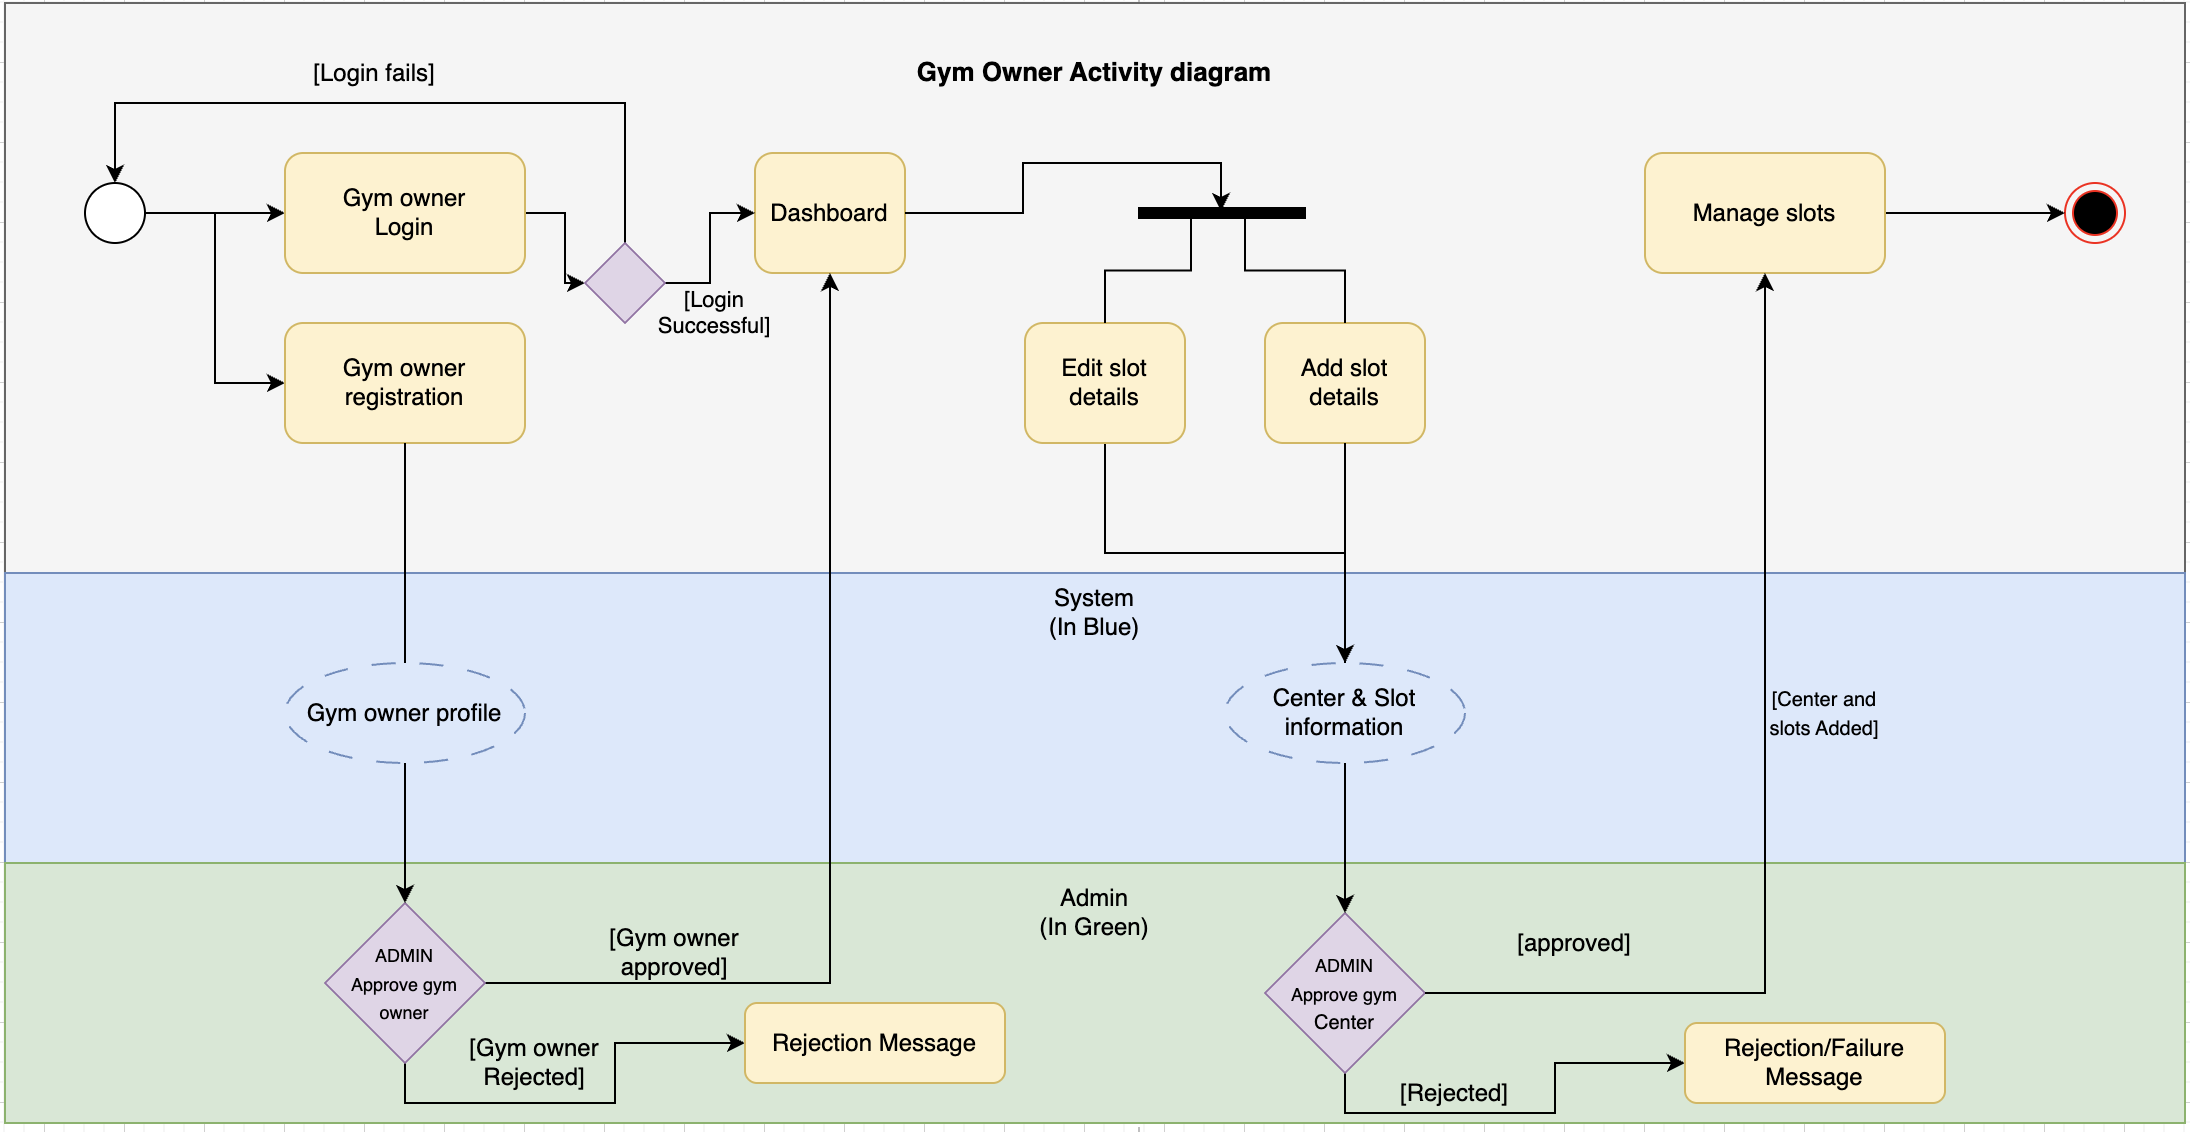 Gym Owner Activity diagram
[Login fails]
Gym owner
Login
[Login
Successful]
Dashboard
Manage slots
Gym owner
registration
Edit slot
details
Add slot
details
System
(In Blue)
Gym owner profile
Center & Slot
information
[Center and
slots Added]
Admin
(In Green)
ADMIN
Approve gym
owner
[Gym owner
approved]
[Gym owner
Rejected]
Rejection Message
ADMIN
Approve gym
Center
[approved]
[Rejected]
Rejection/Failure
Message